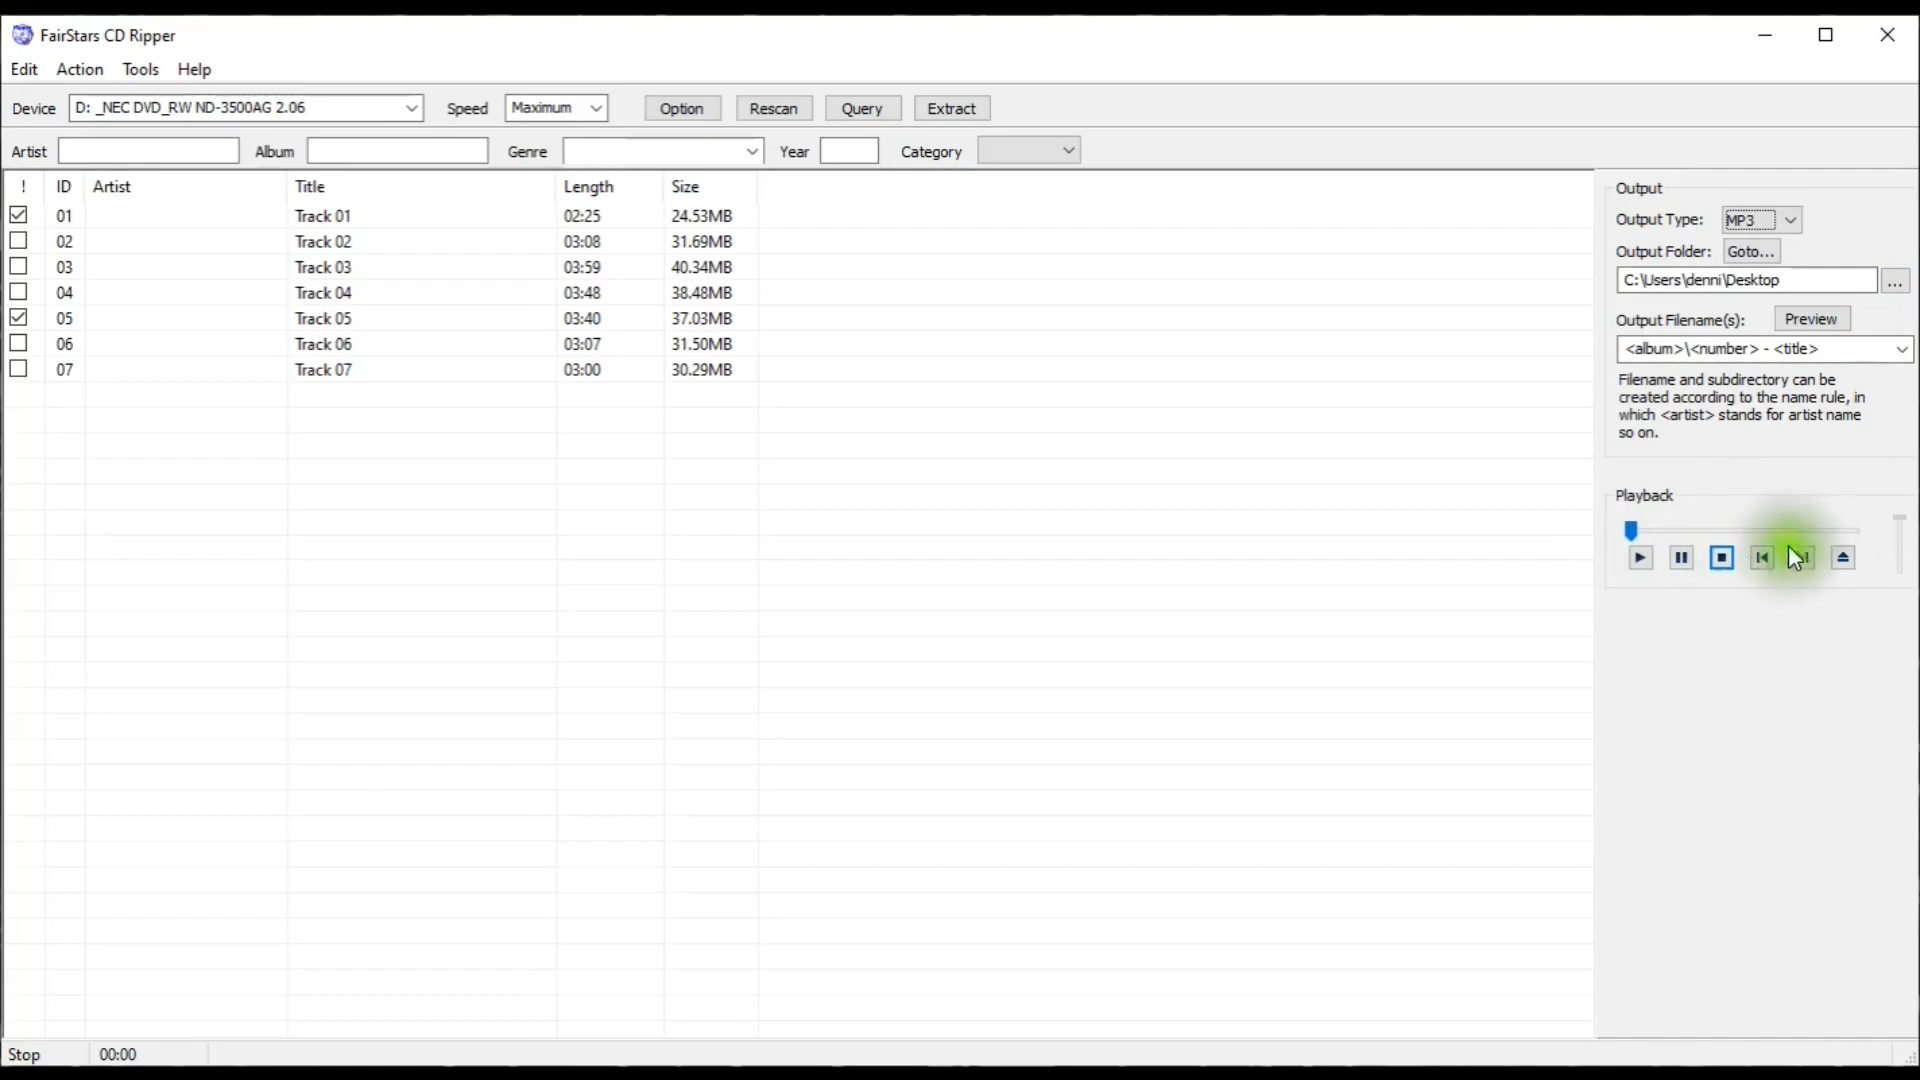 FairStars CD Ripper
Edit Action Tools Help
Device D: _NEC DVD_RW ND-3500AG 2.06 Speed Maximum Option Rescan Query Extract
Artist Album Genre Year Category
! ID Artist Title Length Size
01 Track 01 02:25 24.53MB
02 Track 02 03:08 31.69MB
03 Track 03 03:59 40.34MB
04 Track 04 03:48 38.48MB
05 Track 05 03:40 37.03MB
06 Track 06 03:07 31.50MB
07 Track 07 03:00 30.29MB
Output
Output Type: MP3
Output Folder: Goto...
C:\Users\denni\Desktop ...
Output Filename(s): Preview
<album>\<number> - <title>
Filename and subdirectory can be
created according to the name rule, in
which <artist> stands for artist name
so on.
Playback
Stop 00:00